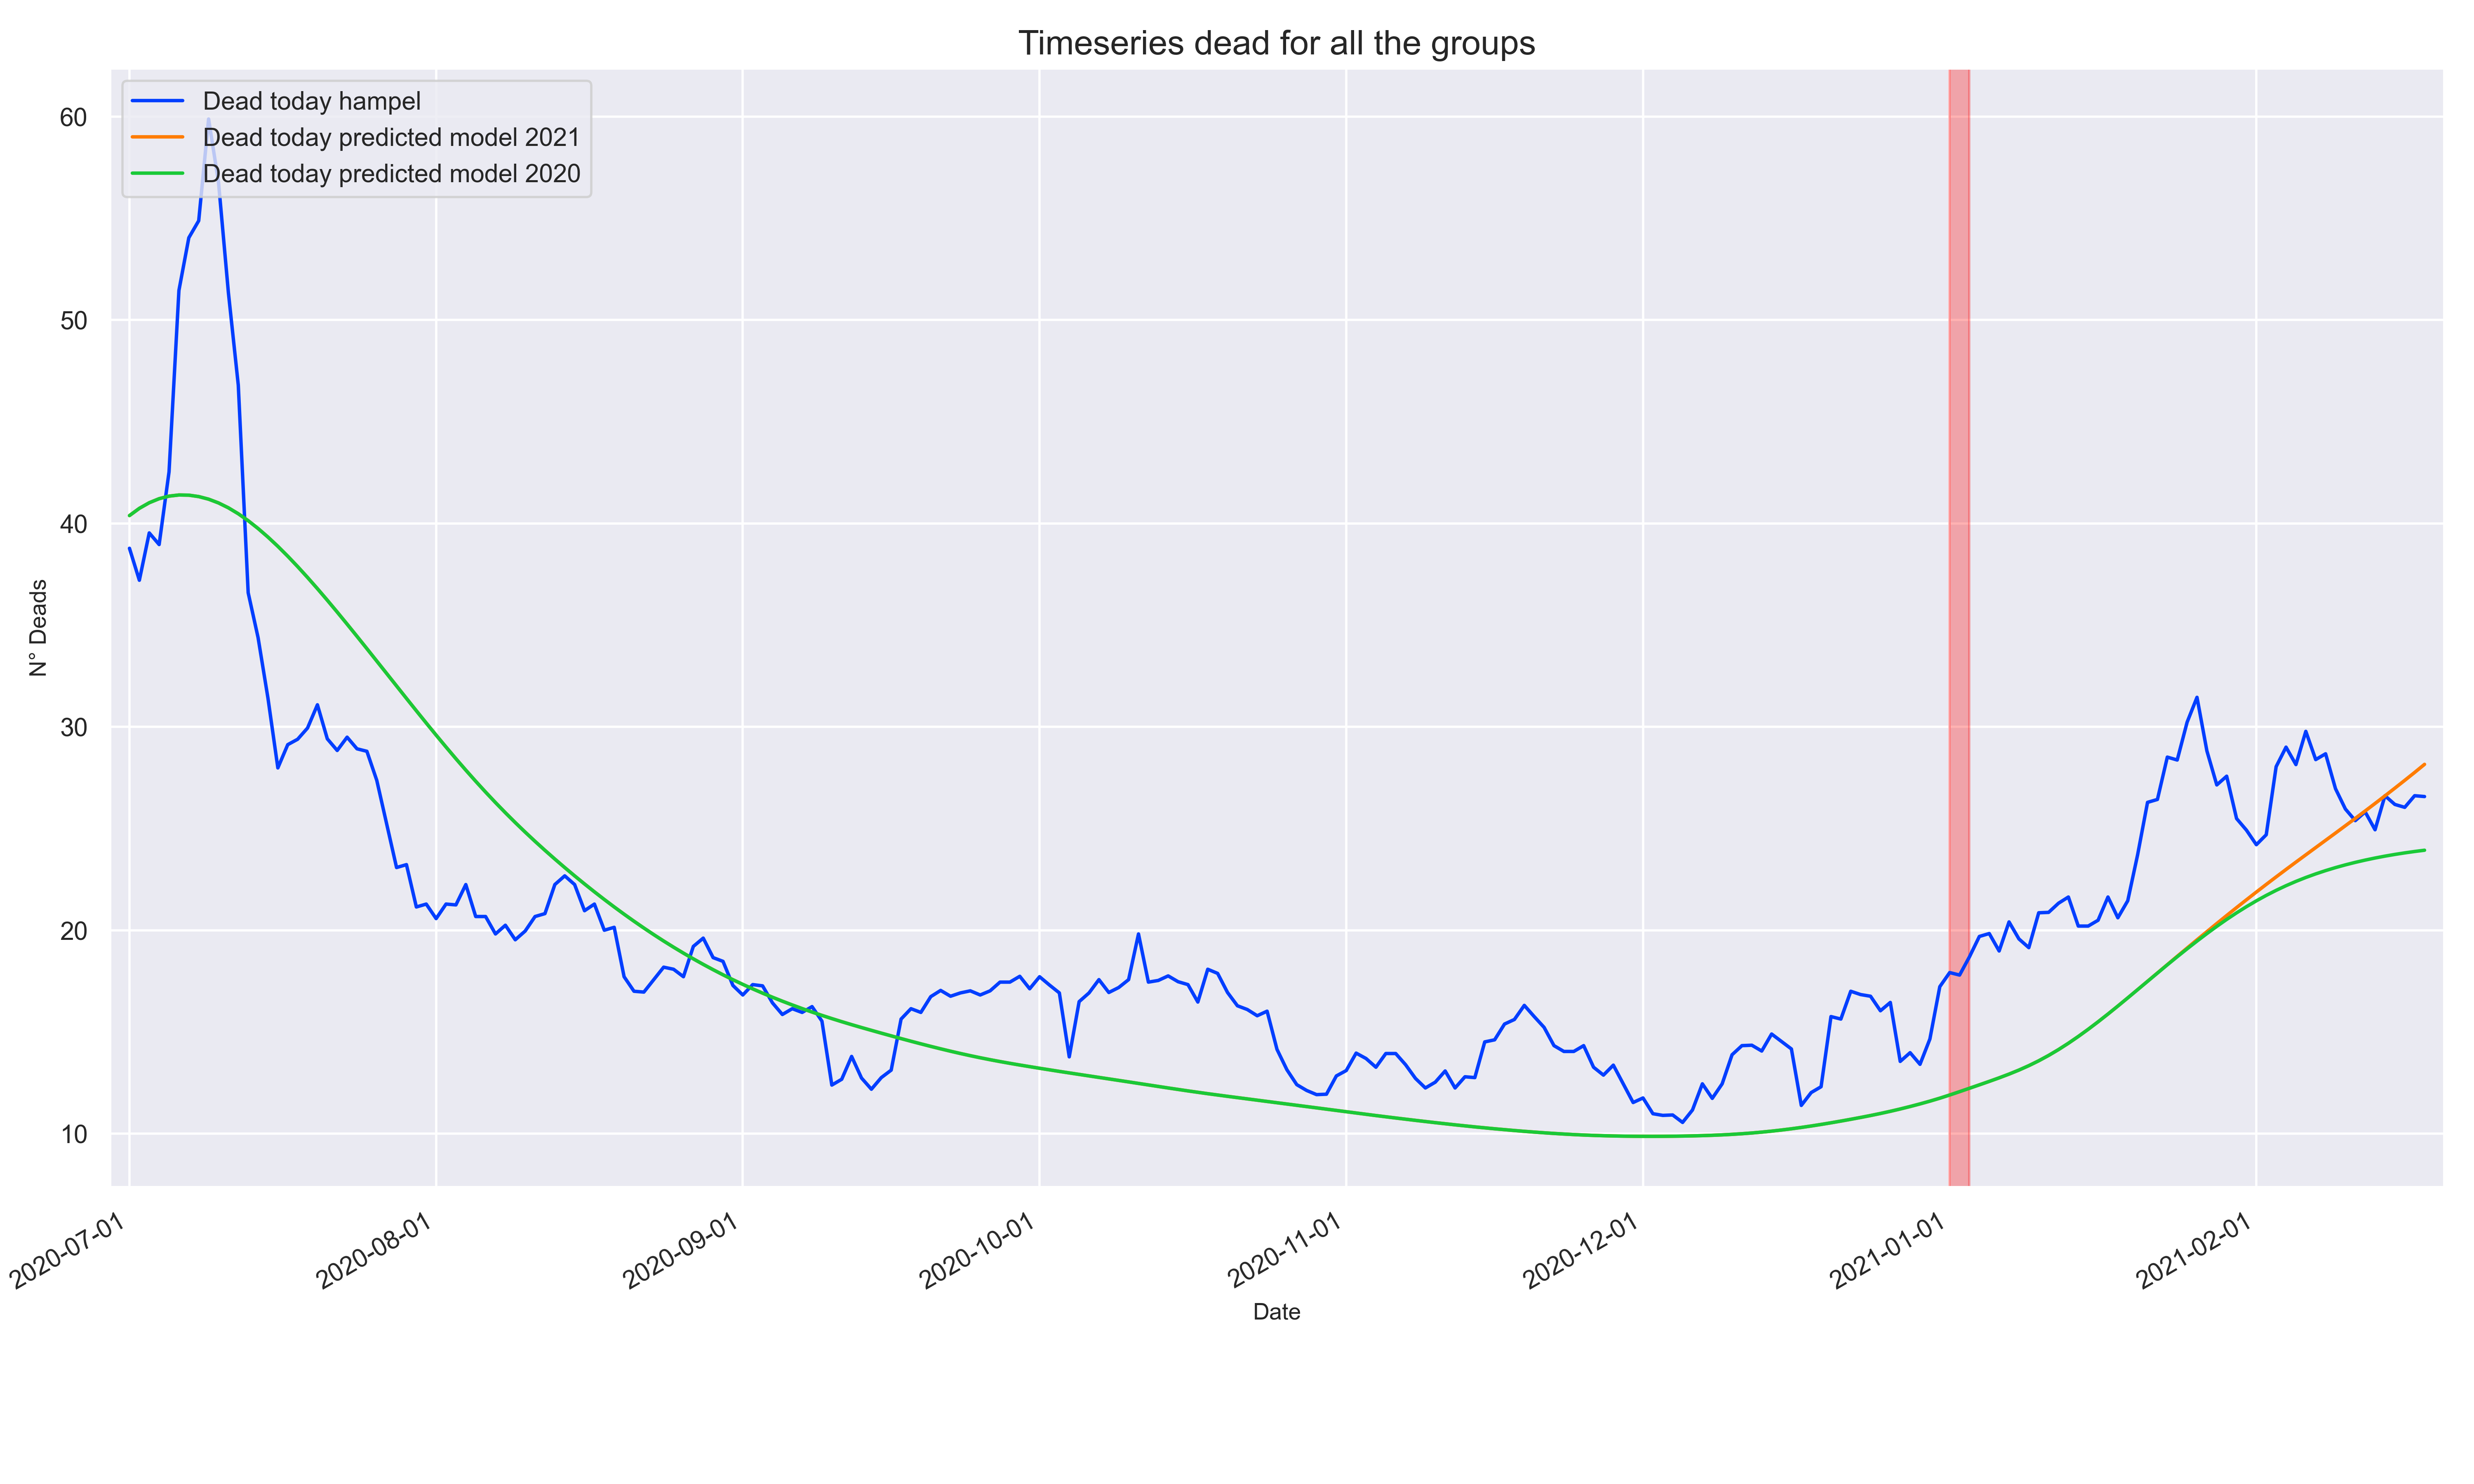 Timeseries dead for all the groups
Dead today hampel
Dead today predicted model 2021
Dead today predicted model 2020
60
50
40
30
20
10
N° Deads
2020-07-01
2020-08-01
2020-09-01
2020-10-01
2020-11-01
2020-12-01
2021-01-01
2021-02-01
Date